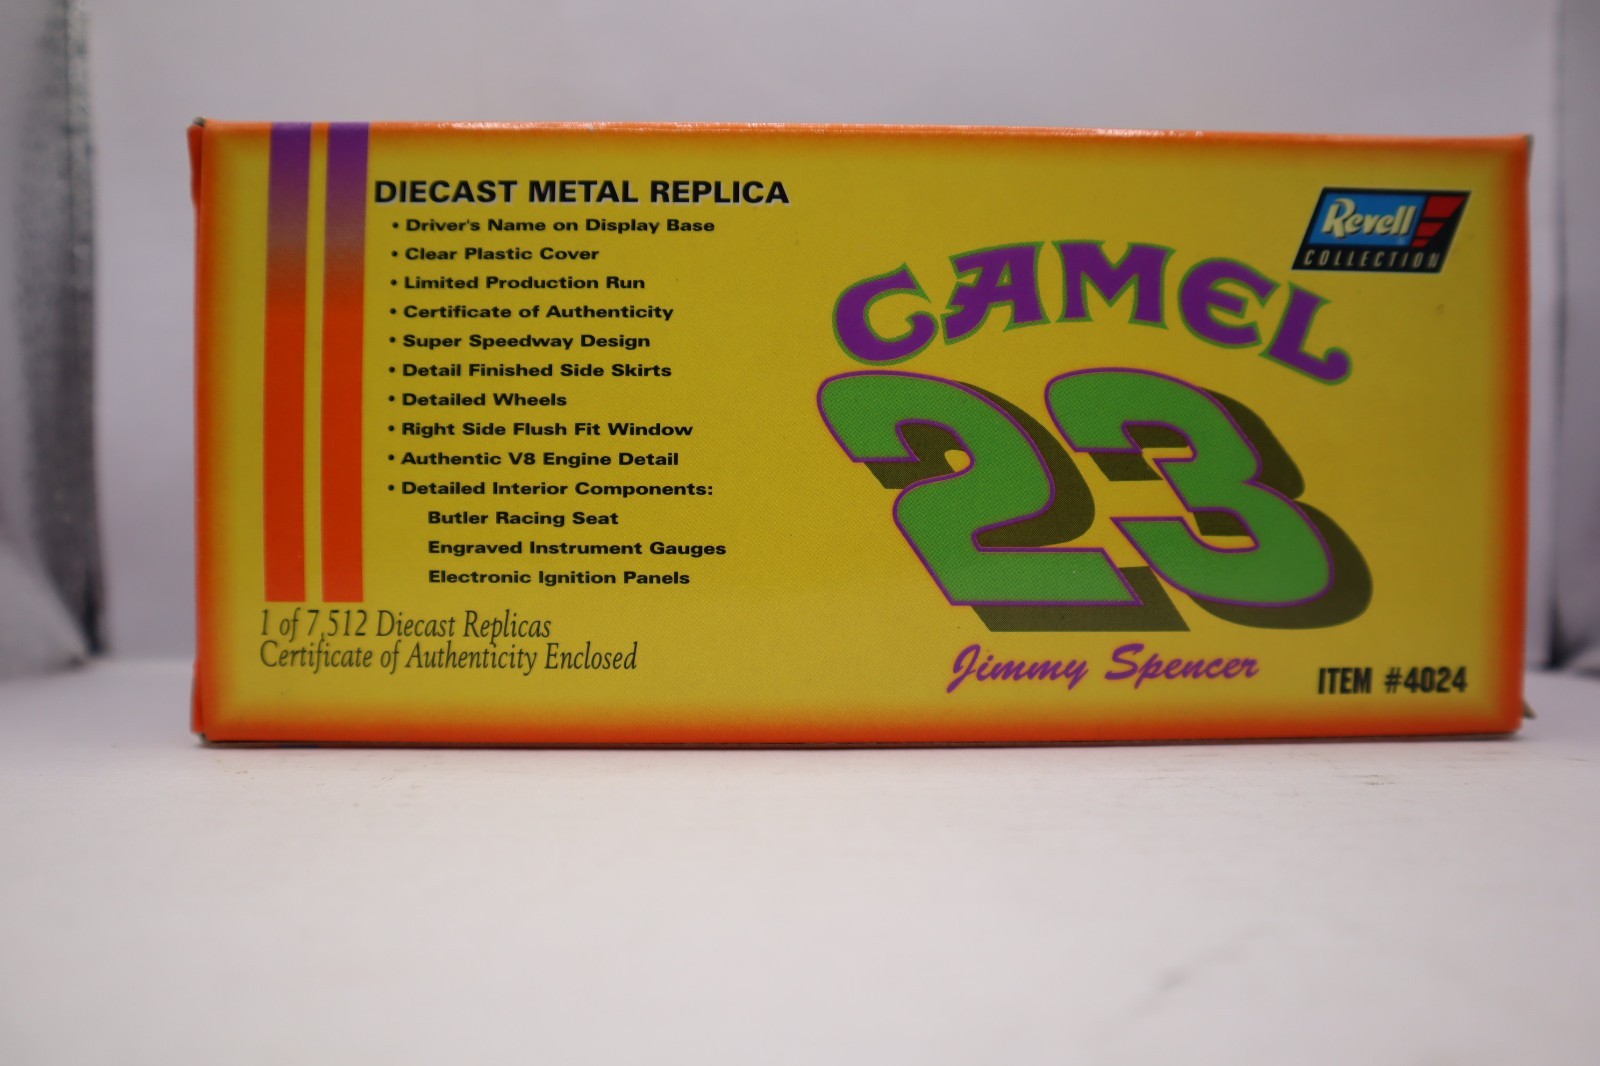 DIECAST METAL REPLICA
• Driver's Name on Display Base
• Clear Plastic Cover
• Limited Production Run
• Certificate of Authenticity
• Super Speedway Design
• Detail Finished Side Skirts
• Detailed Wheels
• Right Side Flush Fit Window
• Authentic V8 Engine Detail
• Detailed Interior Components:
Butler Racing Seat
Engraved Instrument Gauges
Electronic Ignition Panels
1 of 7,512 Diecast Replicas
Certificate of Authenticity Enclosed
Revell
COLLECTION
CAMEL
23
Jimmy Spencer
ITEM #4024